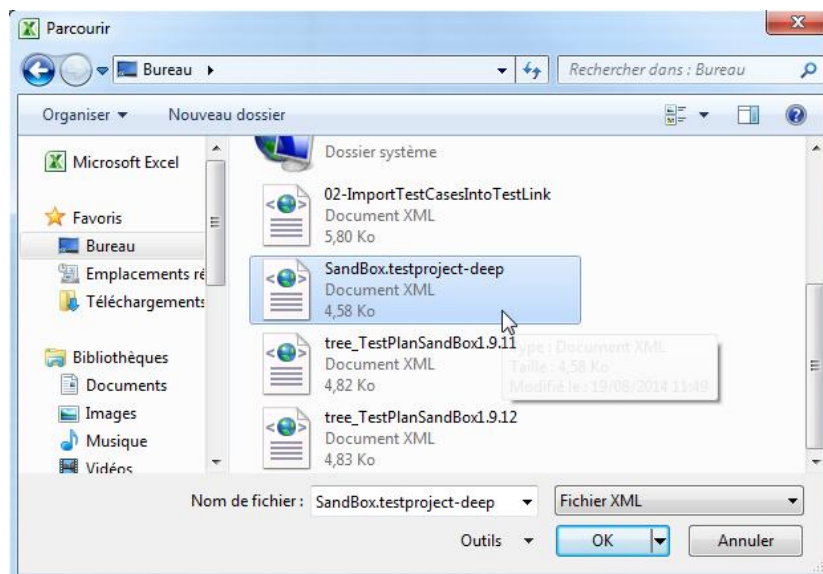 Parcourir
Bureau
Rechercher dans : Bureau
Organiser
Nouveau dossier
Microsoft Excel
Favoris
Bureau
Emplacements ré
Téléchargements
Bibliothèques
Documents
Images
Musique
Vidéos
Dossier système
02-ImportTestCasesIntoTestLink
Document XML
5,80 Ko
SandBox.testproject-deep
Document XML
4,58 Ko
tree_TestPlanSandBox1.9.11
Document XML
4,82 Ko
Type : Document XML
Taille : 4,58 Ko
Modifié le : 19/08/2014 11:49
tree_TestPlanSandBox1.9.12
Document XML
4,83 Ko
Nom de fichier :
SandBox.testproject-deep
Fichier XML
Outils
OK
Annuler